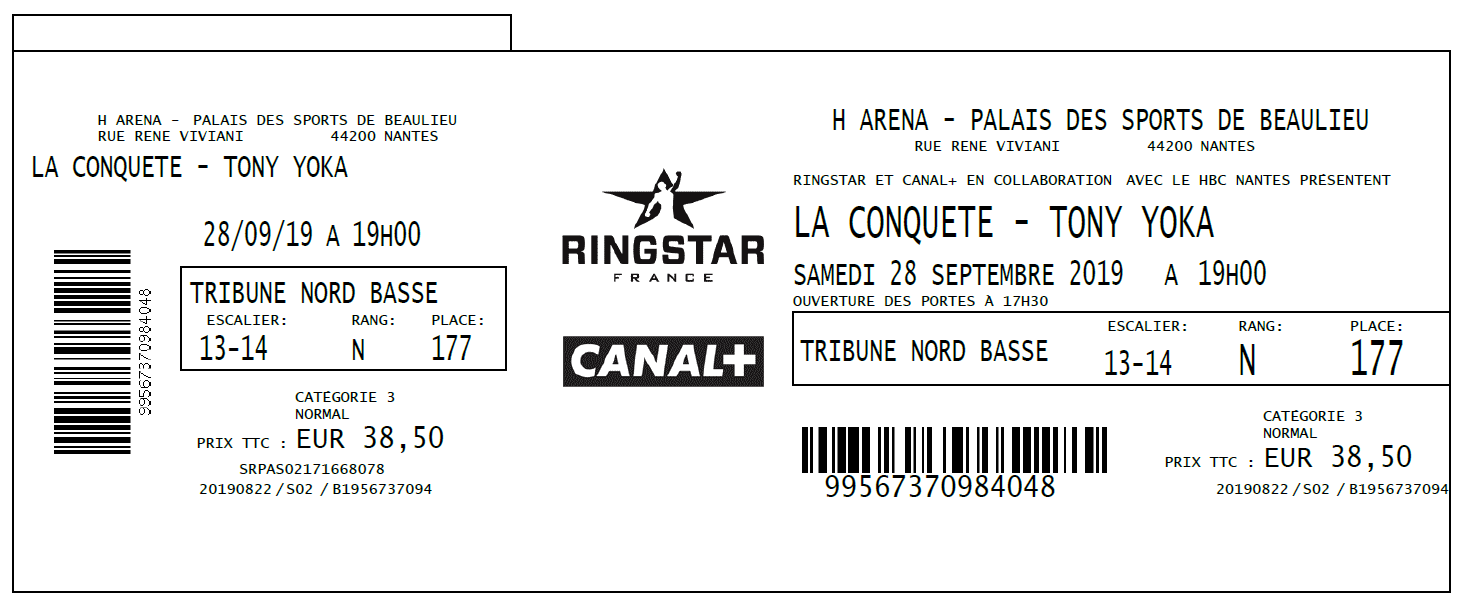 H ARENA - PALAIS DES SPORTS DE BEAULIEU
RUE RENE VIVIANI 44200 NANTES
LA CONQUETE - TONY YOKA
28/09/19 A 19H00
TRIBUNE NORD BASSE
ESCALIER: RANG: PLACE:
13-14 N 177
99567370984048
CATÉGORIE 3
NORMAL
PRIX TTC : EUR 38,50
SRPAS02171668078
20190822 / S02 / B1956737094
RINGSTAR
FRANCE
CANAL+
H ARENA - PALAIS DES SPORTS DE BEAULIEU
RUE RENE VIVIANI 44200 NANTES
RINGSTAR ET CANAL+ EN COLLABORATION AVEC LE HBC NANTES PRÉSENTENT
LA CONQUETE - TONY YOKA
SAMEDI 28 SEPTEMBRE 2019 A 19H00
OUVERTURE DES PORTES À 17H30
ESCALIER: RANG: PLACE:
TRIBUNE NORD BASSE 13-14 N 177
99567370984048
CATÉGORIE 3
NORMAL
PRIX TTC : EUR 38,50
20190822 / S02 / B1956737094